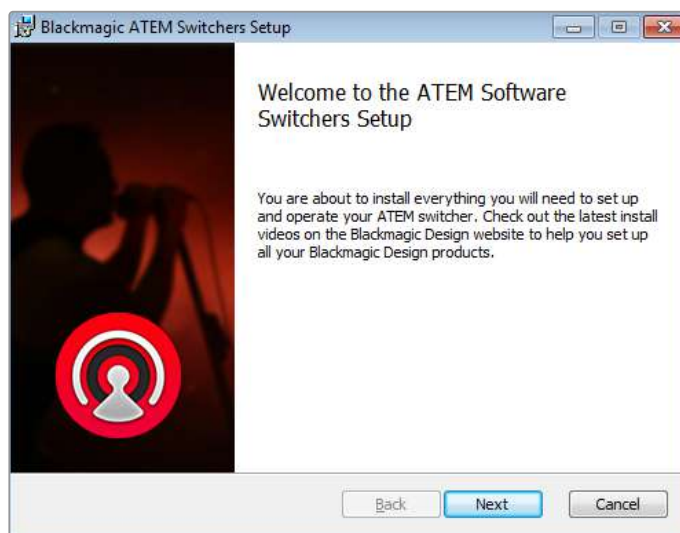 Blackmagic ATEM Switchers Setup
Welcome to the ATEM Software
Switchers Setup
You are about to install everything you will need to set up
and operate your ATEM switcher. Check out the latest install
videos on the Blackmagic Design website to help you set up
all your Blackmagic Design products.
Back Next Cancel